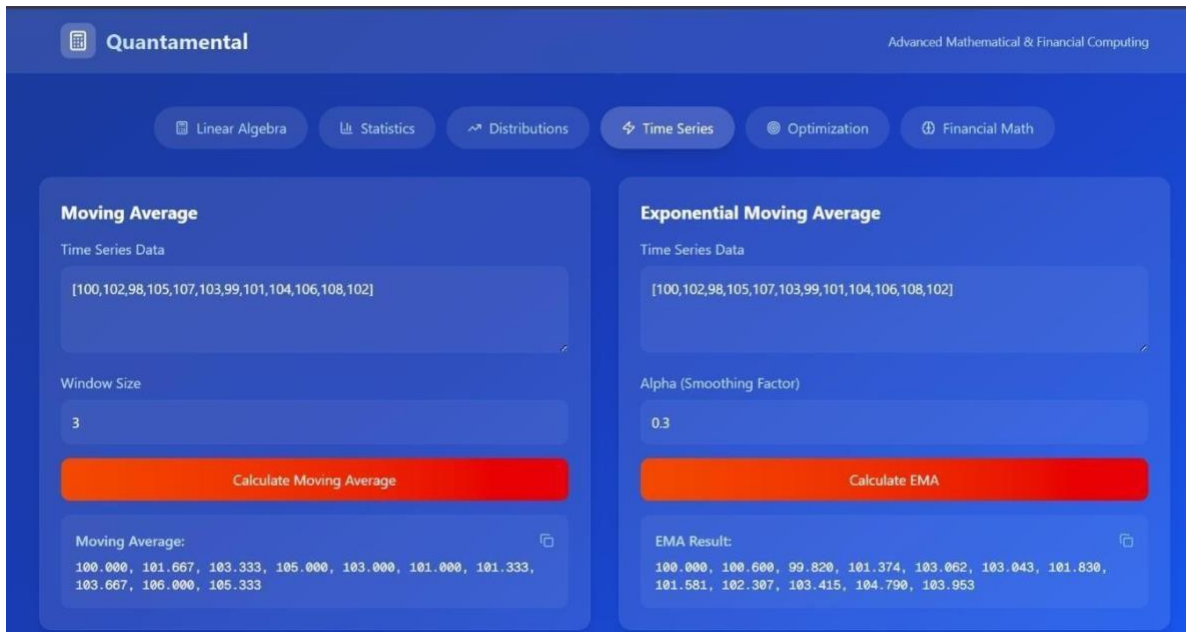 Quantamental
Advanced Mathematical & Financial Computing
Linear Algebra
Statistics
Distributions
Time Series
Optimization
Financial Math
Moving Average
Time Series Data
[100,102,98,105,107,103,99,101,104,106,108,102]
Window Size
3
Calculate Moving Average
Moving Average:
100.000, 101.667, 103.333, 105.000, 103.000, 101.000, 101.333,
103.667, 106.000, 105.333
Exponential Moving Average
Time Series Data
[100,102,98,105,107,103,99,101,104,106,108,102]
Alpha (Smoothing Factor)
0.3
Calculate EMA
EMA Result:
100.000, 100.600, 99.820, 101.374, 103.062, 103.043, 101.830,
101.581, 102.307, 103.415, 104.790, 103.953